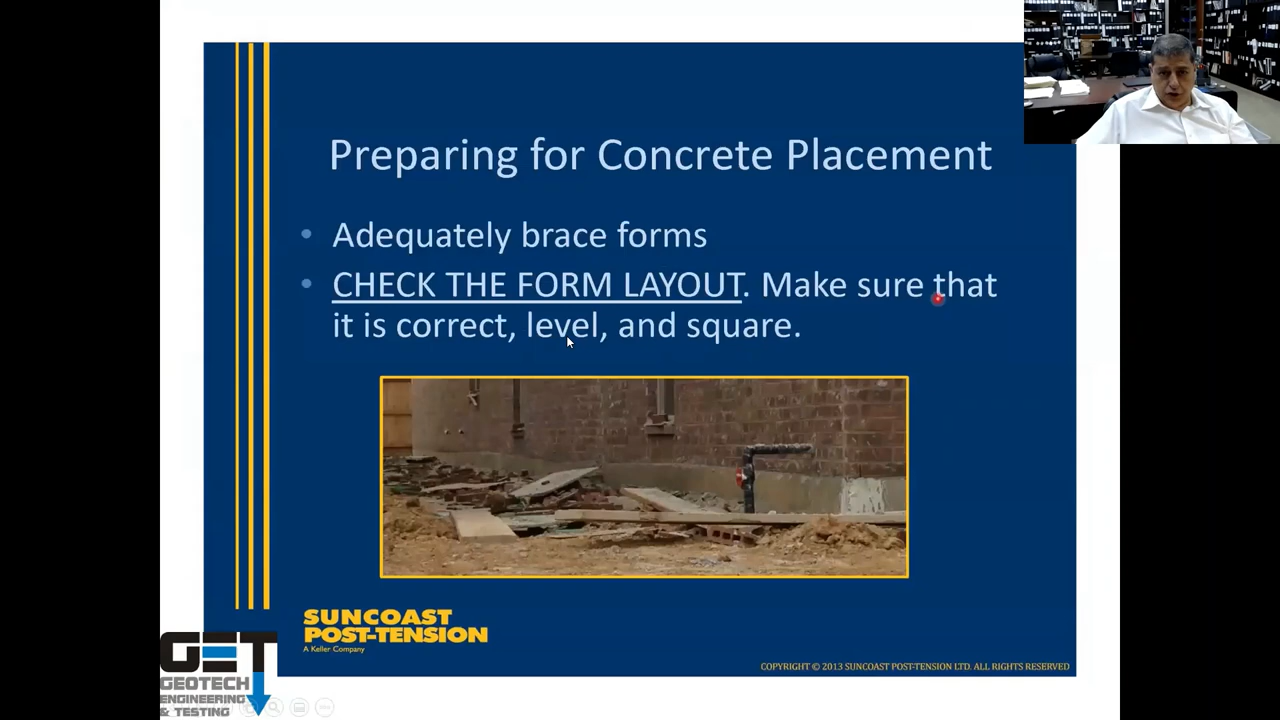 Preparing for Concrete Placement
• Adequately brace forms
• CHECK THE FORM LAYOUT. Make sure that
it is correct, level, and square.
SUNCOAST
POST-TENSION
A Keller Company
COPYRIGHT © 2013 SUNCOAST POST-TENSION LTD. ALL RIGHTS RESERVED
GET
GEOTECH
ENGINEERING
& TESTING